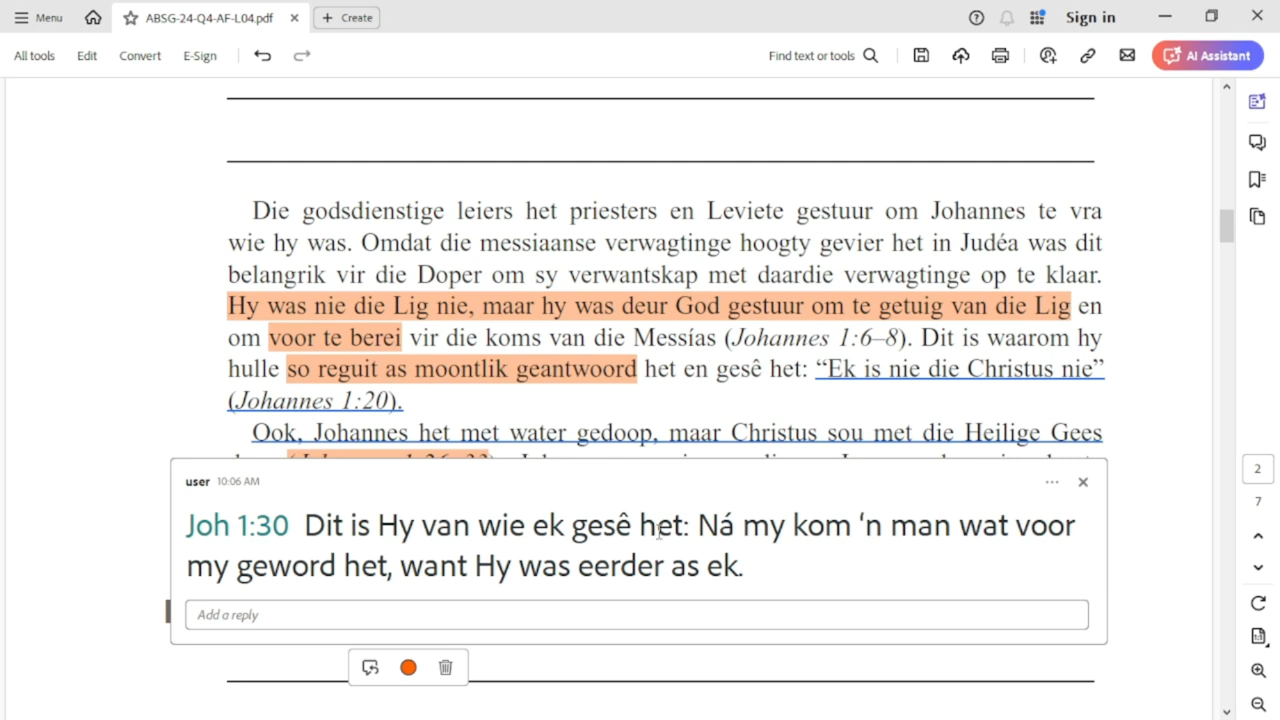 Menu
ABSG-24-Q4-AF-L04.pdf
Create
Sign in
All tools Edit Convert E-Sign
Find text or tools
AI Assistant
Die godsdienstige leiers het priesters en Leviete gestuur om Johannes te vra
wie hy was. Omdat die messiaanse verwagtinge hoogty gevier het in Judéa was dit
belangrik vir die Doper om sy verwantskap met daardie verwagtinge op te klaar.
Hy was nie die Lig nie, maar hy was deur God gestuur om te getuig van die Lig en
om voor te berei vir die koms van die Messías (Johannes 1:6–8). Dit is waarom hy
hulle so reguit as moontlik geantwoord het en gesê het: “Ek is nie die Christus nie”
(Johannes 1:20).
Ook, Johannes het met water gedoop, maar Christus sou met die Heilige Gees
user 10:06 AM
Joh 1:30 Dit is Hy van wie ek gesê het: Ná my kom ‘n man wat voor
my geword het, want Hy was eerder as ek.
Add a reply
2
7